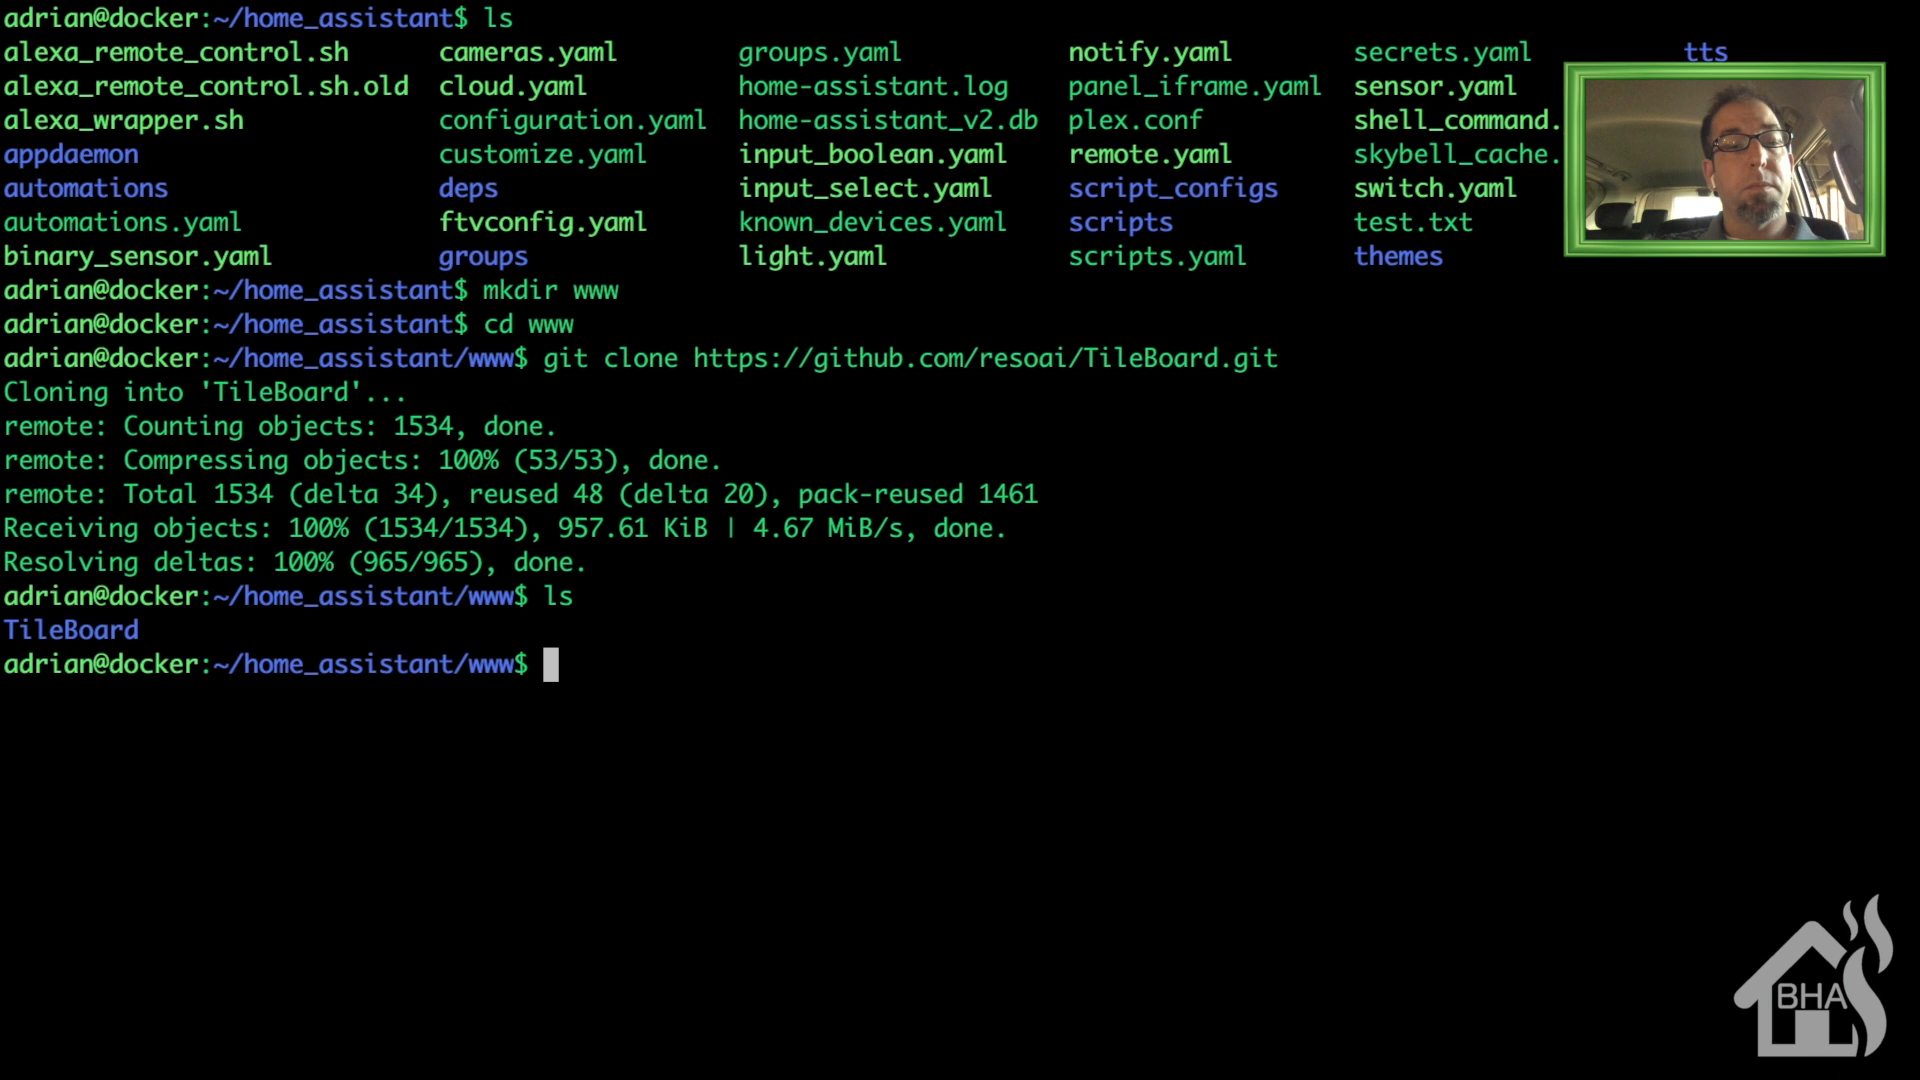 adrian@docker:~/home_assistant$ ls
alexa_remote_control.sh cameras.yaml groups.yaml notify.yaml secrets.yaml tts
alexa_remote_control.sh.old cloud.yaml home-assistant.log panel_iframe.yaml sensor.yaml
alexa_wrapper.sh configuration.yaml home-assistant_v2.db plex.conf shell_command.
appdaemon customize.yaml input_boolean.yaml remote.yaml skybell_cache.
automations deps input_select.yaml script_configs switch.yaml
automations.yaml ftvconfig.yaml known_devices.yaml scripts test.txt
binary_sensor.yaml groups light.yaml scripts.yaml themes
adrian@docker:~/home_assistant$ mkdir www
adrian@docker:~/home_assistant$ cd www
adrian@docker:~/home_assistant/www$ git clone https://github.com/resoai/TileBoard.git
Cloning into 'TileBoard'...
remote: Counting objects: 1534, done.
remote: Compressing objects: 100% (53/53), done.
remote: Total 1534 (delta 34), reused 48 (delta 20), pack-reused 1461
Receiving objects: 100% (1534/1534), 957.61 KiB | 4.67 MiB/s, done.
Resolving deltas: 100% (965/965), done.
adrian@docker:~/home_assistant/www$ ls
TileBoard
adrian@docker:~/home_assistant/www$
BHA